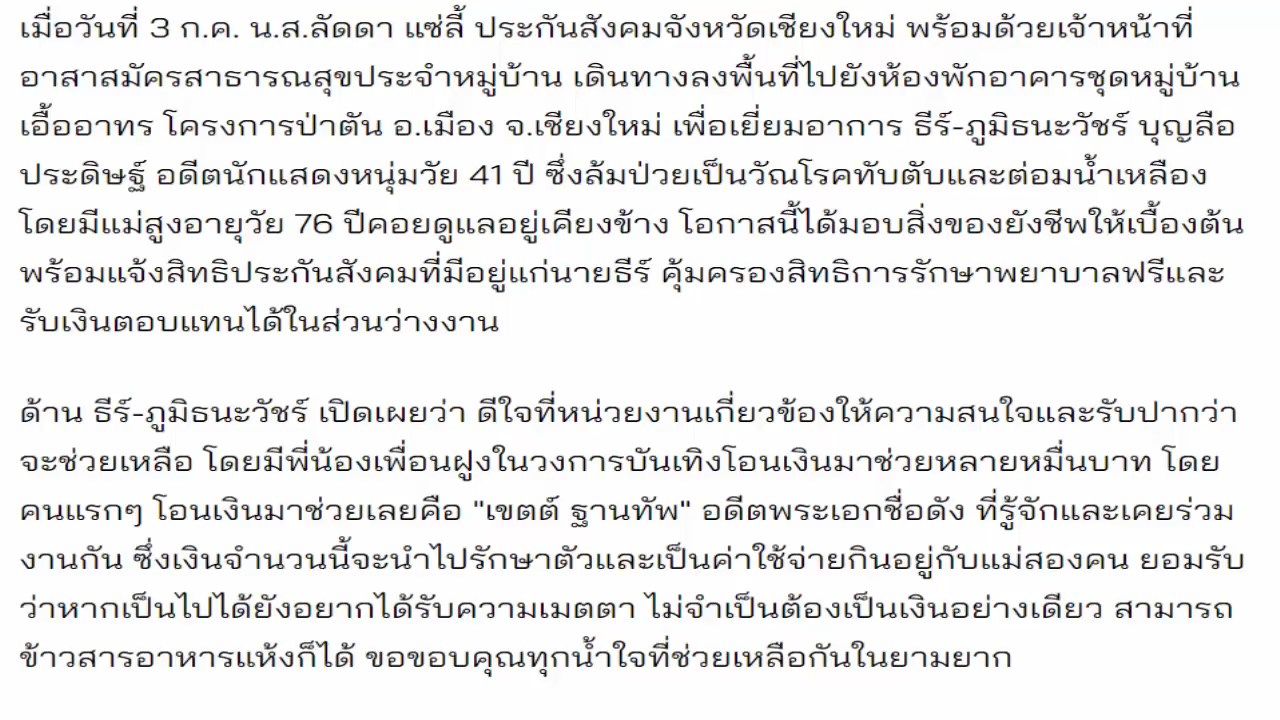 เมื่อวันที่ 3 ก.ค. น.ส.ลัดดา แซ่ลี้ ประกันสังคมจังหวัดเชียงใหม่ พร้อมด้วยเจ้าหน้าที่
อาสาสมัครสาธารณสุขประจำหมู่บ้าน เดินทางลงพื้นที่ไปยังห้องพักอาคารชุดหมู่บ้าน
เอื้ออาทร โครงการป่าตัน อ.เมือง จ.เชียงใหม่ เพื่อเยี่ยมอาการ ธีร์-ภูมิธนะวัชร์ บุญลือ
ประดิษฐ์ อดีตนักแสดงหนุ่มวัย 41 ปี ซึ่งล้มป่วยเป็นวัณโรคทับตับและต่อมน้ำเหลือง
โดยมีแม่สูงอายุวัย 76 ปีคอยดูแลอยู่เคียงข้าง โอกาสนี้ได้มอบสิ่งของยังชีพให้เบื้องต้น
พร้อมแจ้งสิทธิประกันสังคมที่มีอยู่แก่นายธีร์ คุ้มครองสิทธิการรักษาพยาบาลฟรีและ
รับเงินตอบแทนได้ในส่วนว่างงาน
ด้าน ธีร์-ภูมิธนะวัชร์ เปิดเผยว่า ดีใจที่หน่วยงานเกี่ยวข้องให้ความสนใจและรับปากว่า
จะช่วยเหลือ โดยมีพี่น้องเพื่อนฝูงในวงการบันเทิงโอนเงินมาช่วยหลายหมื่นบาท โดย
คนแรกๆ โอนเงินมาช่วยเลยคือ "เขตต์ ฐานทัพ" อดีตพระเอกชื่อดัง ที่รู้จักและเคยร่วม
งานกัน ซึ่งเงินจำนวนนี้จะนำไปรักษาตัวและเป็นค่าใช้จ่ายกินอยู่กับแม่สองคน ยอมรับ
ว่าหากเป็นไปได้ยังอยากได้รับความเมตตา ไม่จำเป็นต้องเป็นเงินอย่างเดียว สามารถ
ข้าวสารอาหารแห้งก็ได้ ขอขอบคุณทุกน้ำใจที่ช่วยเหลือกันในยามยาก